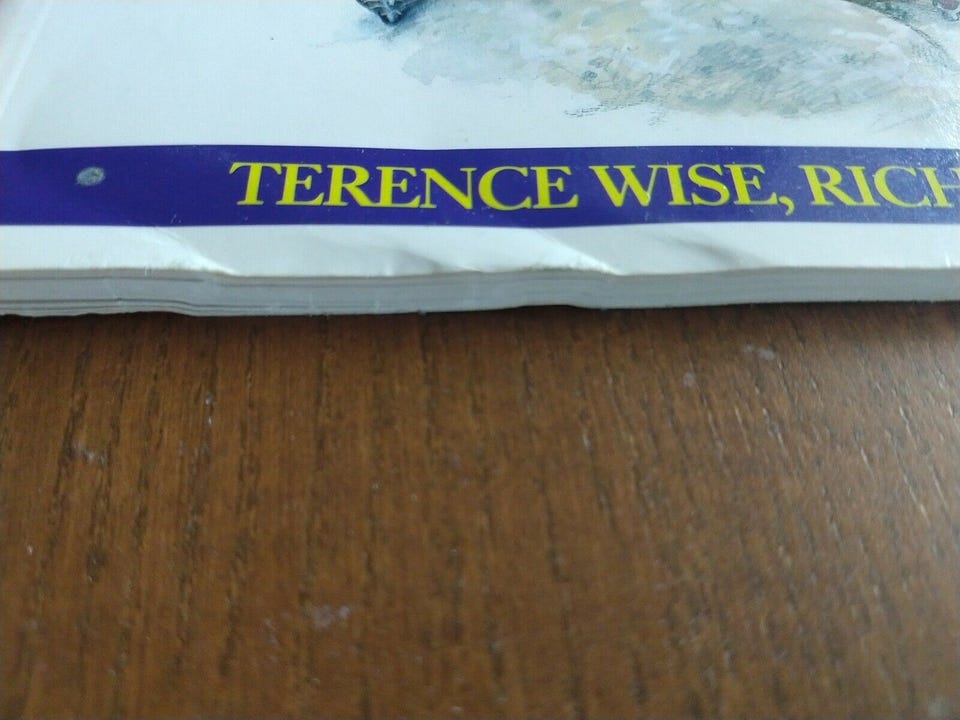 TERENCE WISE, RICH